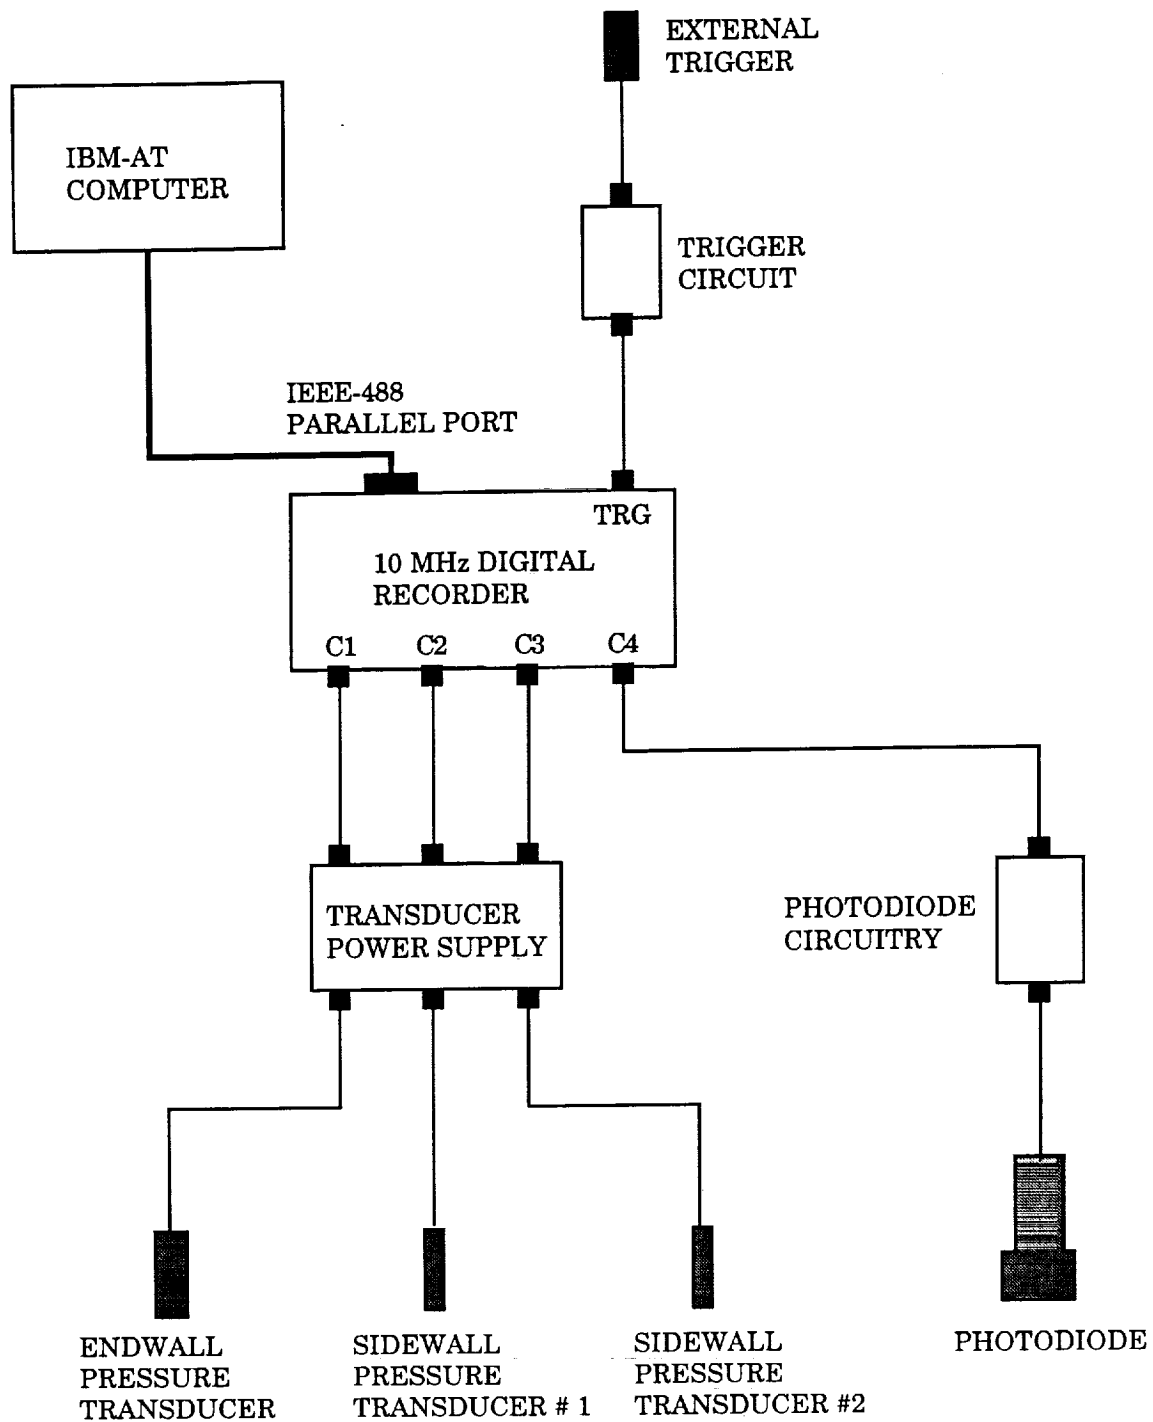 EXTERNAL
TRIGGER
IBM-AT
COMPUTER
TRIGGER
CIRCUIT
IEEE-488
PARALLEL PORT
TRG
10 MHz DIGITAL
RECORDER
C1 C2 C3 C4
TRANSDUCER
POWER SUPPLY
PHOTODIODE
CIRCUITRY
ENDWALL
PRESSURE
TRANSDUCER
SIDEWALL
PRESSURE
TRANSDUCER # 1
SIDEWALL
PRESSURE
TRANSDUCER #2
PHOTODIODE